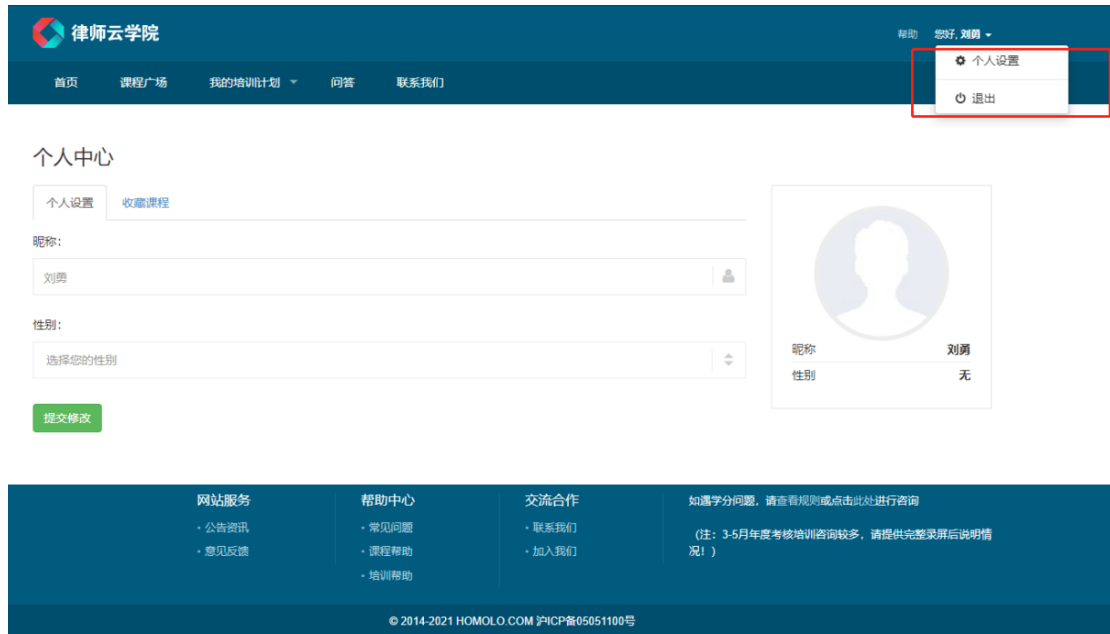 律师云学院
帮助 您好, 刘勇
个人设置
退出
首页 课程广场 我的培训计划 问答 联系我们
个人中心
个人设置 收藏课程
昵称：
刘勇
性别：
选择您的性别
提交修改
昵称 刘勇
性别 无
网站服务
· 公告资讯
· 意见反馈
帮助中心
· 常见问题
· 课程帮助
· 培训帮助
交流合作
· 联系我们
· 加入我们
如遇学分问题，请查看规则或点击此处进行咨询
（注：3-5月年度考核培训咨询较多，请提供完整录屏后说明情
况！）
© 2014-2021 HOMOLO.COM 沪ICP备05051100号